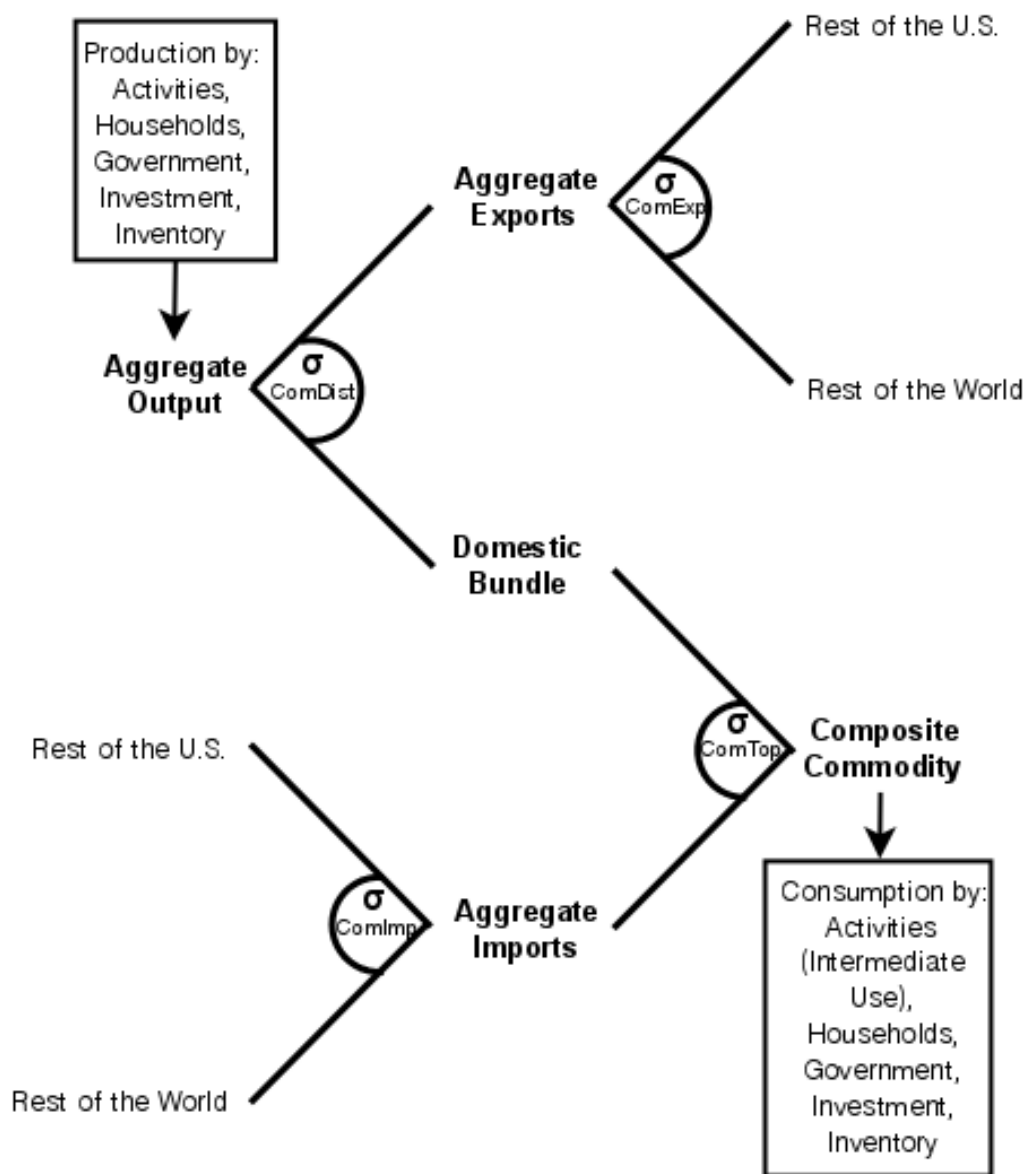 Production by:
Activities,
Households,
Government,
Investment,
Inventory
Rest of the U.S.
Aggregate
Exports
σ
ComExp
Rest of the World
Aggregate
Output
σ
ComDist
Domestic
Bundle
Rest of the U.S.
σ
ComTop
Composite
Commodity
σ
ComImp
Aggregate
Imports
Rest of the World
Consumption by:
Activities
(Intermediate
Use),
Households,
Government,
Investment,
Inventory